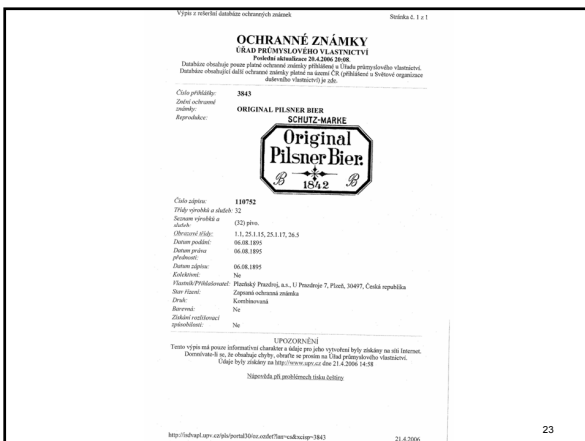 Výpis z rešeršní databáze ochranných známek
Stránka č. 1 z 1
OCHRANNÉ ZNÁMKY
ÚŘAD PRŮMYSLOVÉHO VLASTNICTVÍ
Poslední aktualizace 20.4.2006 20:08.
Databáze obsahuje pouze platné ochranné známky přihlášené u Úřadu průmyslového vlastnictví.
Databáze obsahující další ochranné známky platné na území ČR (přihlášené u Světové organizace
duševního vlastnictví) je zde.
Číslo přihlášky: 3843
Znění ochranné
známky: ORIGINAL PILSNER BIER
Reprodukce:
SCHUTZ-MARKE
Original
Pilsner Bier.
B 1842 B
Číslo zápisu: 110752
Třídy výrobků a služeb: 32
Seznam výrobků a
služeb: (32) pivo.
Obrazové třídy: 1.1, 25.1.15, 25.1.17, 26.5
Datum podání: 06.08.1895
Datum práva
přednosti: 06.08.1895
Datum zápisu: 06.08.1895
Kolektivní: Ne
Vlastník/Přihlašovatel: Plzeňský Prazdroj, a.s., U Prazdroje 7, Plzeň, 30497, Česká republika
Stav řízení: Zapsaná ochranná známka
Druh: Kombinovaná
Barevná: Ne
Získání rozlišovací
způsobilosti: Ne
UPOZORNĚNÍ
Tento výpis má pouze informativní charakter a údaje pro jeho vytvoření byly získány na síti Internet.
Domníváte-li se, že obsahuje chyby, obraťte se prosím na Úřad průmyslového vlastnictví.
Údaje byly získány na http://www.upv.cz dne 21.4.2006 14:58
Nápověda při problémech tisku češtiny
21.4.2006
23